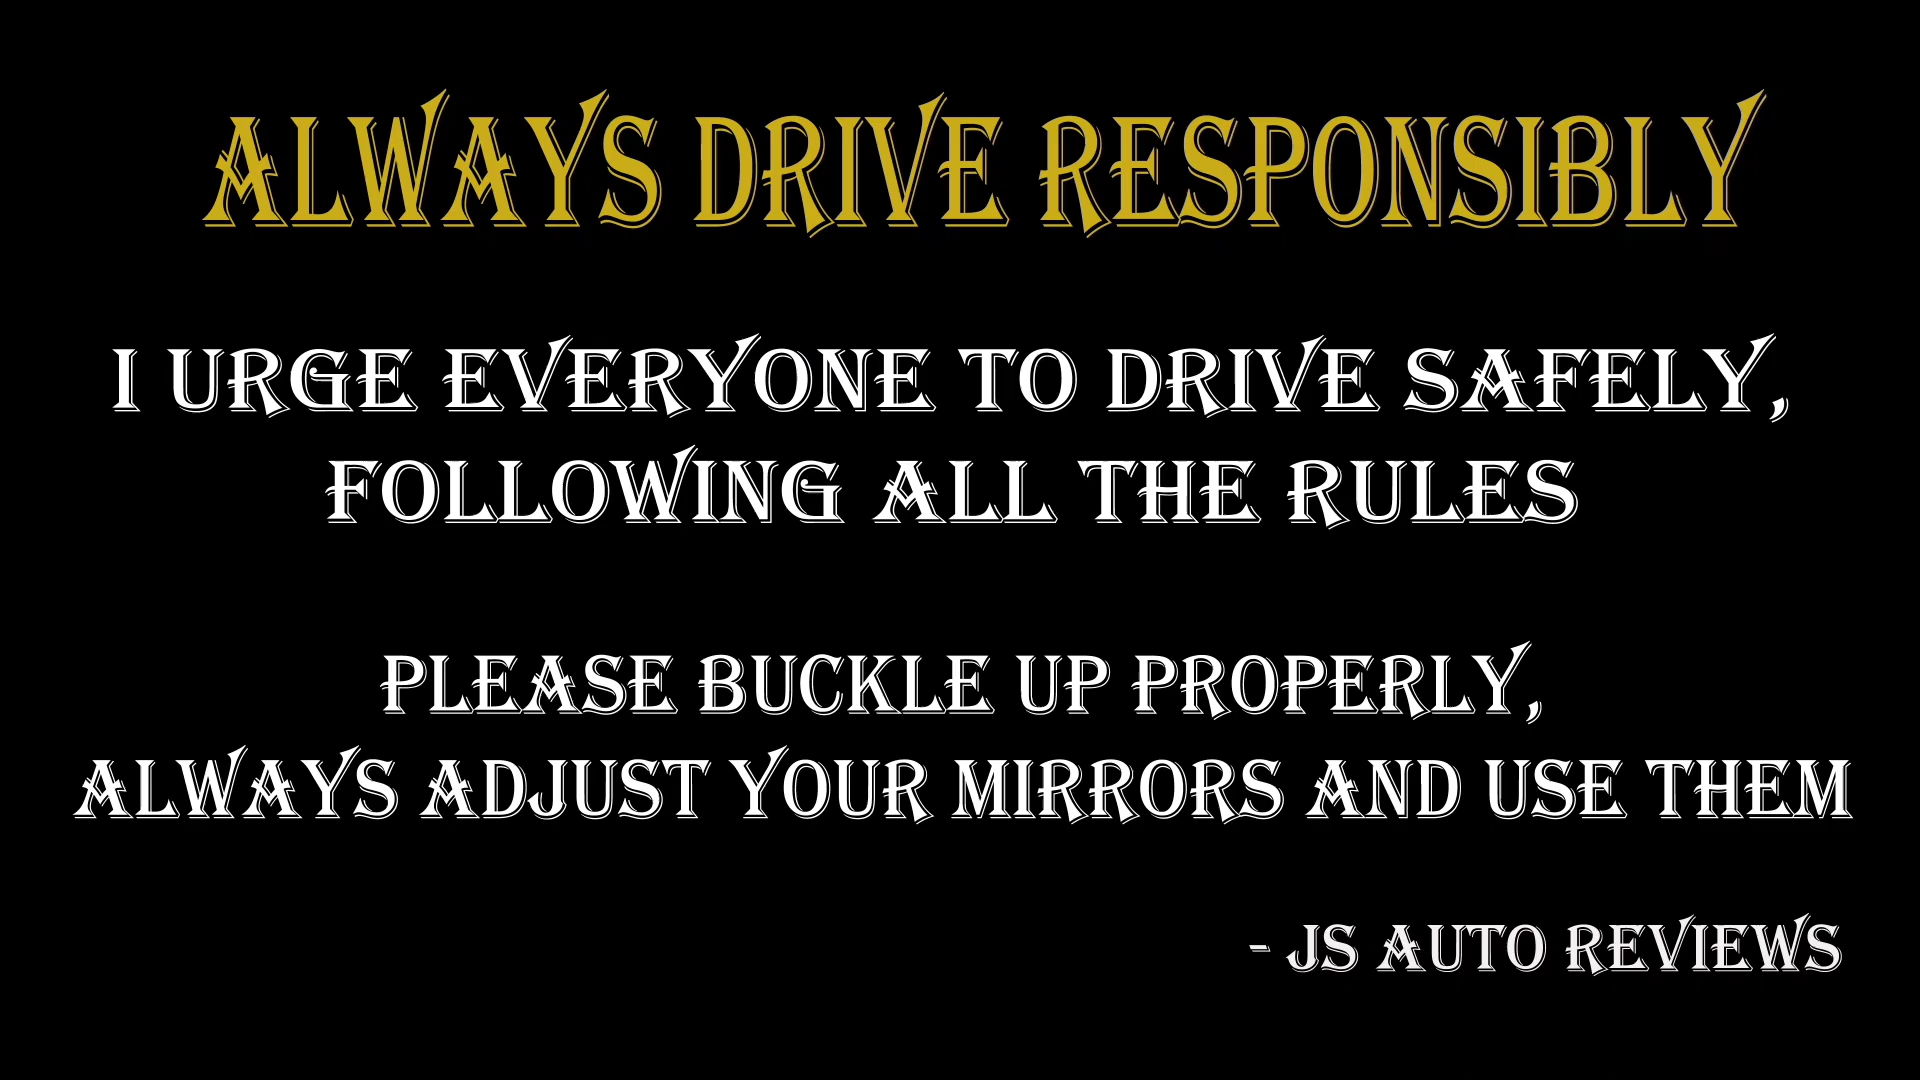 ALWAYS DRIVE RESPONSIBLY
I URGE EVERYONE TO DRIVE SAFELY,
FOLLOWING ALL THE RULES
PLEASE BUCKLE UP PROPERLY,
ALWAYS ADJUST YOUR MIRRORS AND USE THEM
- JS AUTO REVIEWS